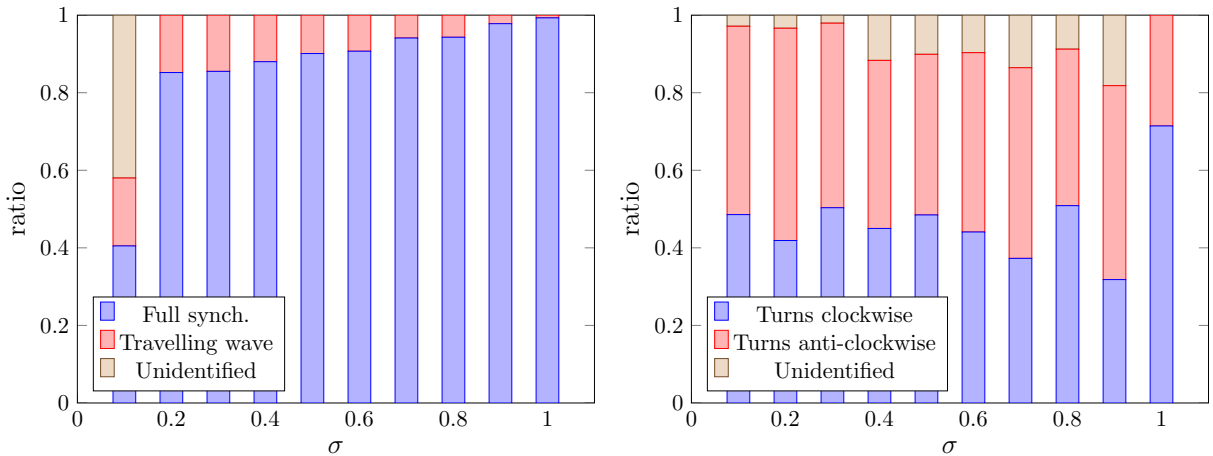 1
0.8
0.6
0.4
0.2
0
ratio
Full synch.
Travelling wave
Unidentified
0 0.2 0.4 0.6 0.8 1
σ
1
0.8
0.6
0.4
0.2
0
ratio
Turns clockwise
Turns anti-clockwise
Unidentified
0 0.2 0.4 0.6 0.8 1
σ